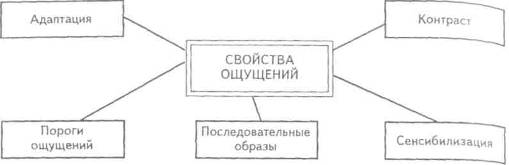 Адаптация
Контраст
СВОЙСТВА
ОЩУЩЕНИЙ
Пороги
ощущений
Последовательные
образы
Сенсибилизация